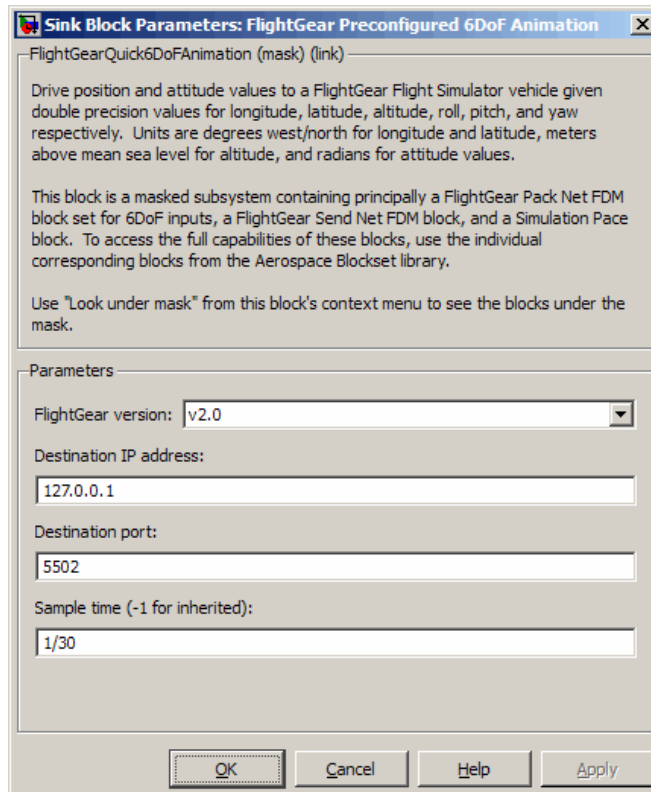 Sink Block Parameters: FlightGear Preconfigured 6DoF Animation
FlightGearQuick6DoFAnimation (mask) (link)
Drive position and attitude values to a FlightGear Flight Simulator vehicle given
double precision values for longitude, latitude, altitude, roll, pitch, and yaw
respectively. Units are degrees west/north for longitude and latitude, meters
above mean sea level for altitude, and radians for attitude values.
This block is a masked subsystem containing principally a FlightGear Pack Net FDM
block set for 6DoF inputs, a FlightGear Send Net FDM block, and a Simulation Pace
block. To access the full capabilities of these blocks, use the individual
corresponding blocks from the Aerospace Blockset library.
Use "Look under mask" from this block's context menu to see the blocks under the
mask.
Parameters
FlightGear version: v2.0
Destination IP address:
127.0.0.1
Destination port:
5502
Sample time (-1 for inherited):
1/30
OK Cancel Help Apply